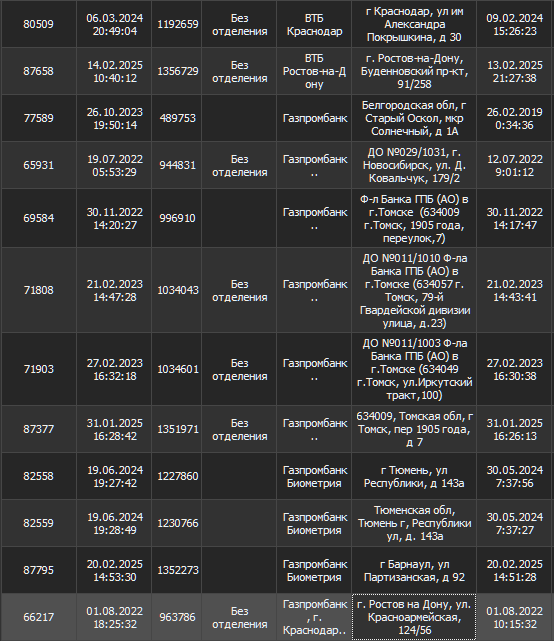 80509 06.03.2024 20:49:04 1192659 Без отделения ВТБ Краснодар г Краснодар, ул им Александра Покрышкина, д 30 09.02.2024 15:26:23
87658 14.02.2025 10:40:12 1356729 Без отделения ВТБ Ростов-на-Дону г. Ростов-на-Дону, Буденновский пр-кт, 91/258 13.02.2025 21:27:38
77589 26.10.2023 19:50:14 489753 Газпромбанк Белгородская обл, г Старый Оскол, мкр Солнечный, д 1А 26.02.2019 0:34:36
65931 19.07.2022 05:53:29 944831 Без отделения Газпромбанк .. ДО №029/1031, г. Новосибирск, ул. Д. Ковальчук, 179/2 12.07.2022 9:01:12
69584 30.11.2022 14:20:27 996910 Газпромбанк .. Ф-л Банка ГПБ (АО) в г.Томске (634009 г.Томск, 1905 года, переулок,7) 30.11.2022 14:17:47
71808 21.02.2023 14:47:28 1034043 Без отделения Газпромбанк .. ДО №011/1010 Ф-ла Банка ГПБ (АО) в г.Томске (634057 г. Томск, 79-й Гвардейской дивизии улица, д.23) 21.02.2023 14:43:41
71903 27.02.2023 16:32:18 1034601 Без отделения Газпромбанк .. ДО №011/1003 Ф-ла Банка ГПБ (АО) в г.Томске (634049 г.Томск, ул.Иркутский тракт,100) 27.02.2023 16:30:38
87377 31.01.2025 16:28:42 1351971 Без отделения Газпромбанк .. 634009, Томская обл, г Томск, пер 1905 года, д 7 31.01.2025 16:26:13
82558 19.06.2024 19:27:42 1227860 Газпромбанк Биометрия г Тюмень, ул Республики, д 143а 30.05.2024 7:37:56
82559 19.06.2024 19:28:49 1230766 Газпромбанк Биометрия Тюменская обл, Тюмень г, Республики ул, д. 143а 30.05.2024 7:37:27
87795 20.02.2025 14:53:30 1352273 Газпромбанк Биометрия г Барнаул, ул Партизанская, д 92 20.02.2025 14:51:28
66217 01.08.2022 18:25:32 963786 Без отделения Газпромбанк , г. Краснодар.. г. Ростов на Дону, ул. Красноармейская, 124/56 01.08.2022 10:15:32